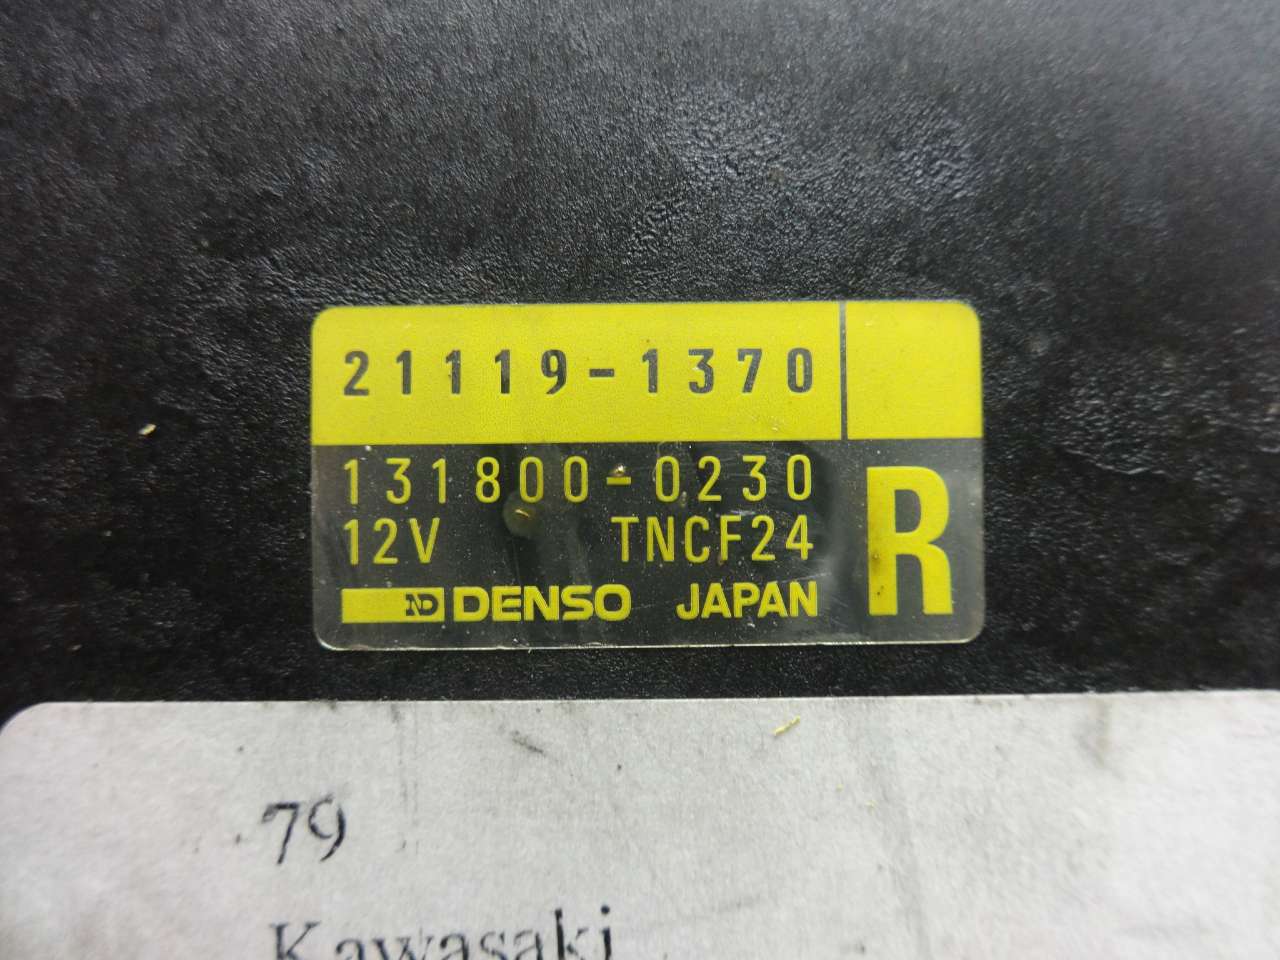 21119-1370
131800-0230
12V TNCF24
ND DENSO JAPAN
R
79
Kawasaki